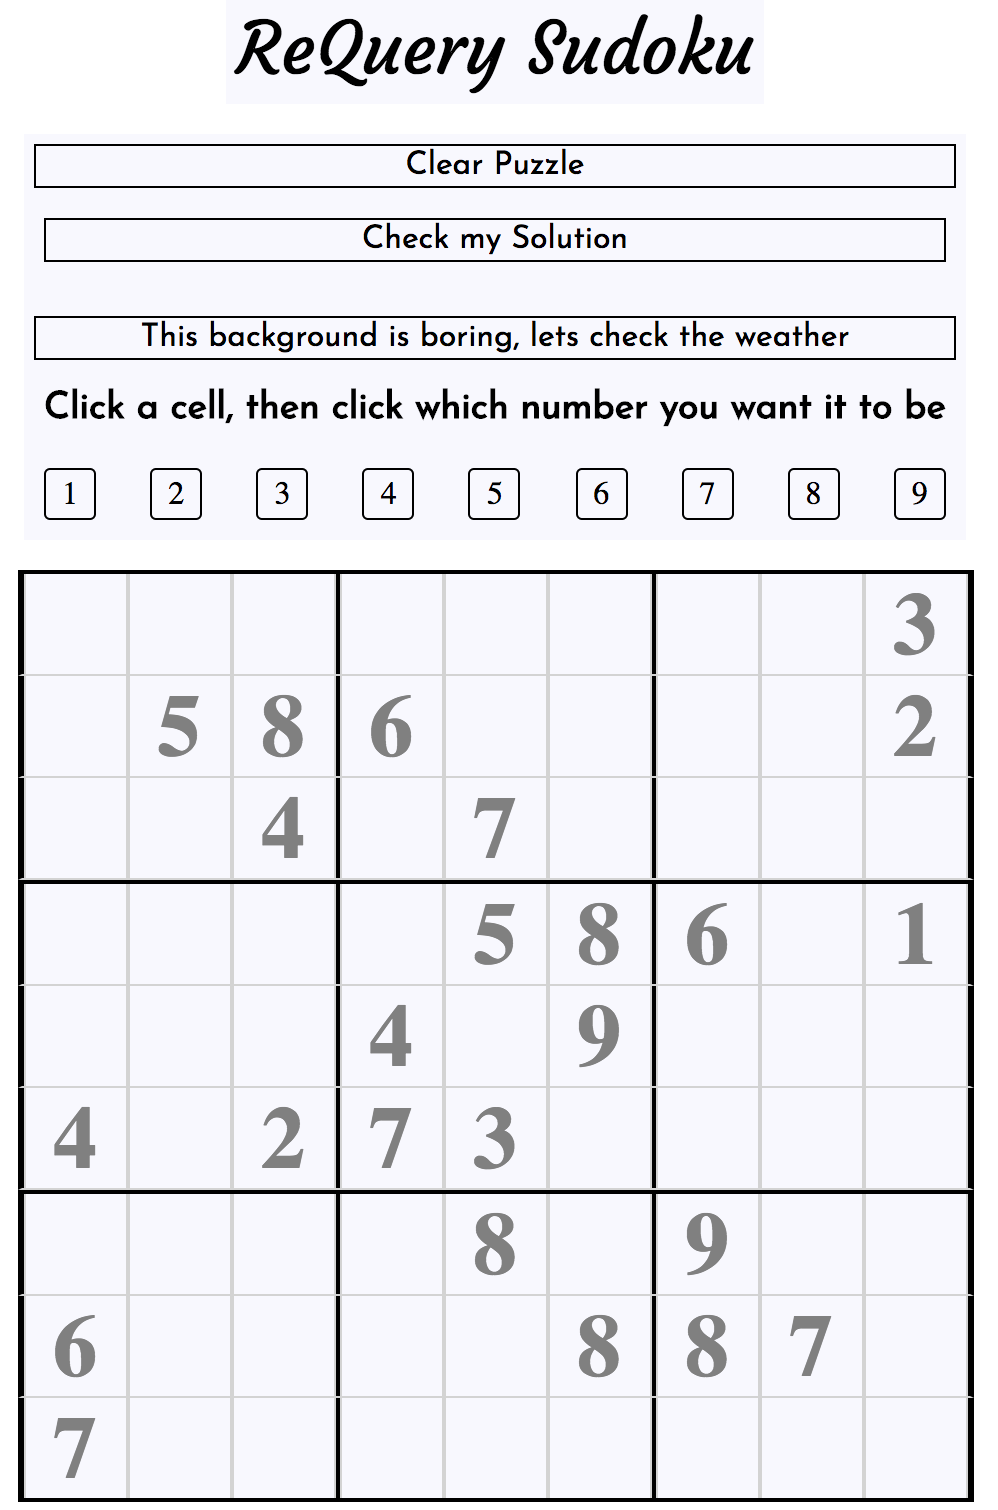 ReQuery Sudoku
Clear Puzzle
Check my Solution
This background is boring, lets check the weather
Click a cell, then click which number you want it to be
1 2 3 4 5 6 7 8 9
3
5 8 6 2
4 7
5 8 6 1
4 9
4 2 7 3
8 9
6 8 8 7
7